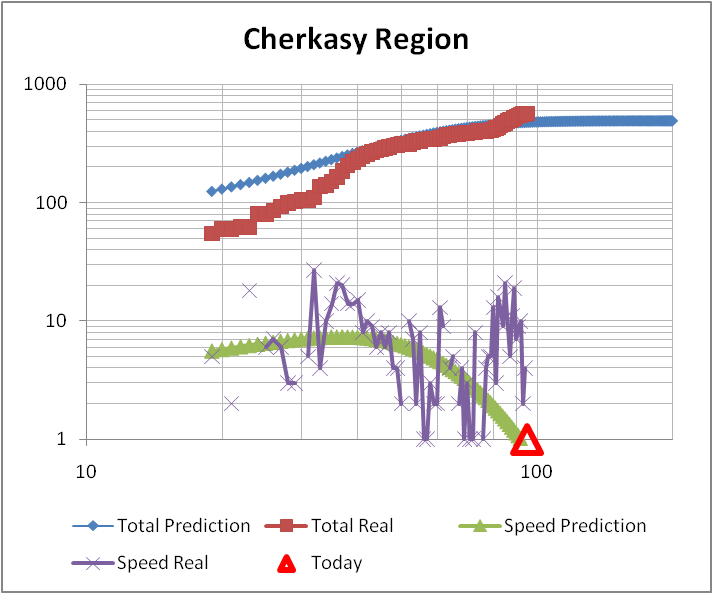 Cherkasy Region
1000
100
10
1
10
100
Total Prediction
Total Real
Speed Prediction
Speed Real
Today